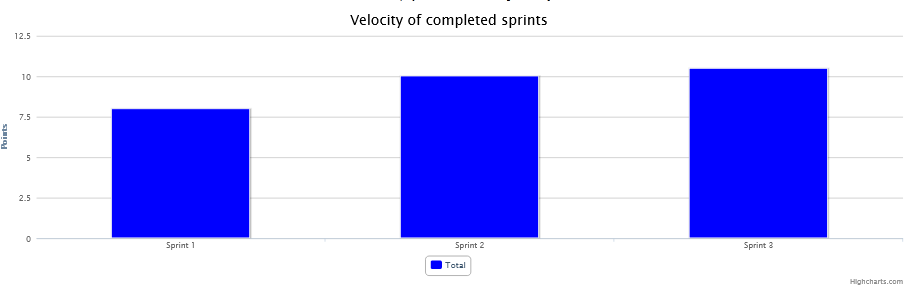 Velocity of completed sprints
12.5
10
7.5
5
2.5
0
Points
Sprint 1
Sprint 2
Sprint 3
Total
Highcharts.com